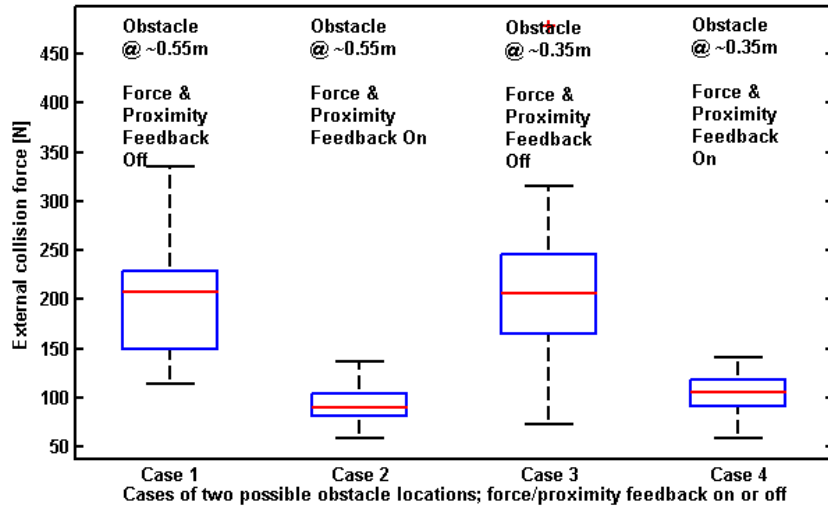 Obstacle
@ ~0.55m
Force &
Proximity
Feedback
Off
Obstacle
@ ~0.55m
Force &
Proximity
Feedback On
Obstacle
@ ~0.35m
Force &
Proximity
Feedback
Off
Obstacle
@ ~0.35m
Force &
Proximity
Feedback
On
External collision force [N]
450
400
350
300
250
200
150
100
50
Case 1
Case 2
Case 3
Case 4
Cases of two possible obstacle locations; force/proximity feedback on or off